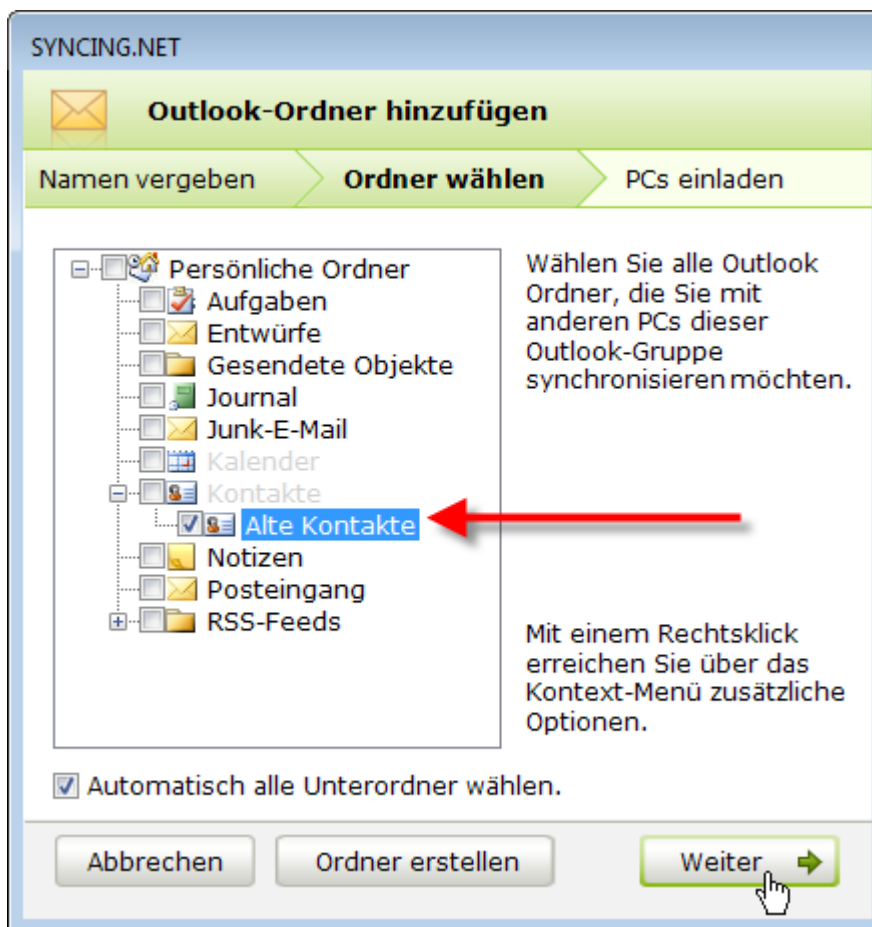 SYNCING.NET
Outlook-Ordner hinzufügen
Namen vergeben
Ordner wählen
PCs einladen
Persönliche Ordner
Aufgaben
Entwürfe
Gesendete Objekte
Journal
Junk-E-Mail
Kalender
Kontakte
Alte Kontakte
Notizen
Posteingang
RSS-Feeds
Wählen Sie alle Outlook
Ordner, die Sie mit
anderen PCs dieser
Outlook-Gruppe
synchronisieren möchten.
Mit einem Rechtsklick
erreichen Sie über das
Kontext-Menü zusätzliche
Optionen.
Automatisch alle Unterordner wählen.
Abbrechen
Ordner erstellen
Weiter